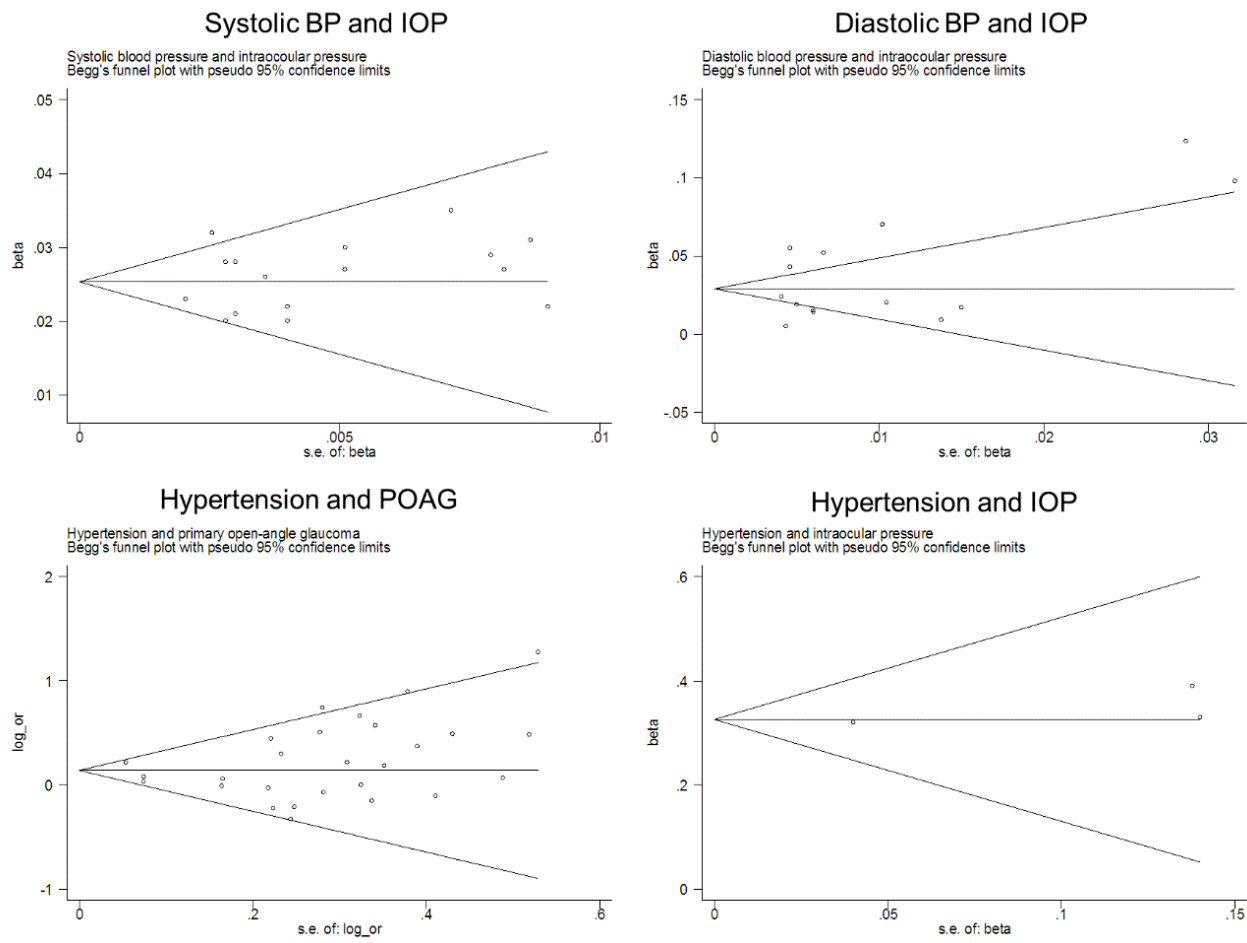 Systolic BP and IOP
Systolic blood pressure and intraocoular pressure
Begg's funnel plot with pseudo 95% confidence limits
.05
.04
.03
.02
.01
beta
0
.005
.01
s.e. of: beta
Diastolic BP and IOP
Diastolic blood pressure and intraocoular pressure
Begg's funnel plot with pseudo 95% confidence limits
.15
.1
.05
0
-.05
beta
0
.01
.02
.03
s.e. of: beta
Hypertension and POAG
Hypertension and primary open-angle glaucoma
Begg's funnel plot with pseudo 95% confidence limits
2
1
0
-1
log_or
0
.2
.4
.6
s.e. of: log_or
Hypertension and IOP
Hypertension and intraocular pressure
Begg's funnel plot with pseudo 95% confidence limits
.6
.4
.2
0
beta
0
.05
.1
.15
s.e. of: beta